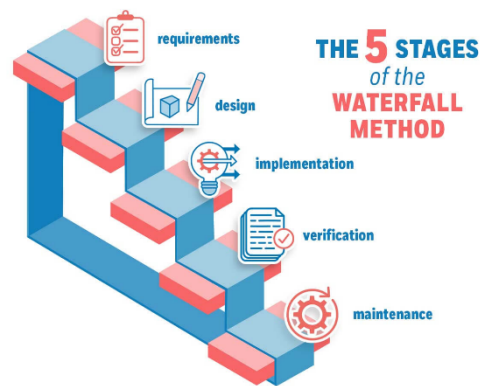 THE 5 STAGES
of the
WATERFALL
METHOD
requirements
design
implementation
verification
maintenance